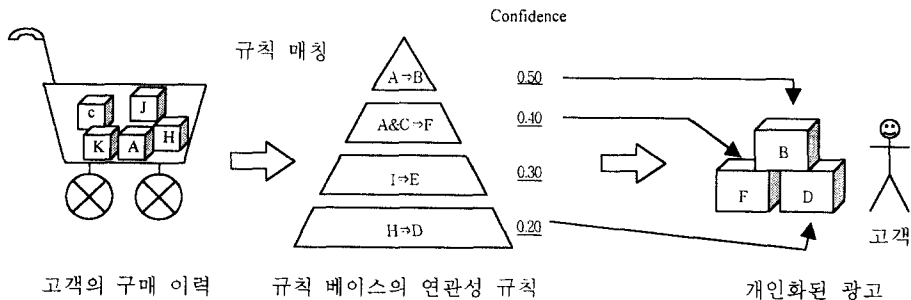 Confidence
규칙 매칭
A⇒B
0.50
A&C⇒F
0.40
I⇒E
0.30
H⇒D
0.20
c
J
K
A
H
B
F
D
고객
고객의 구매 이력
규칙 베이스의 연관성 규칙
개인화된 광고